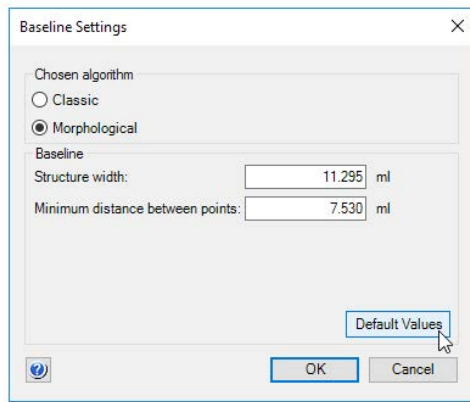 Baseline Settings
Chosen algorithm
Classic
Morphological
Baseline
Structure width: 11.295 ml
Minimum distance between points: 7.530 ml
Default Values
OK Cancel